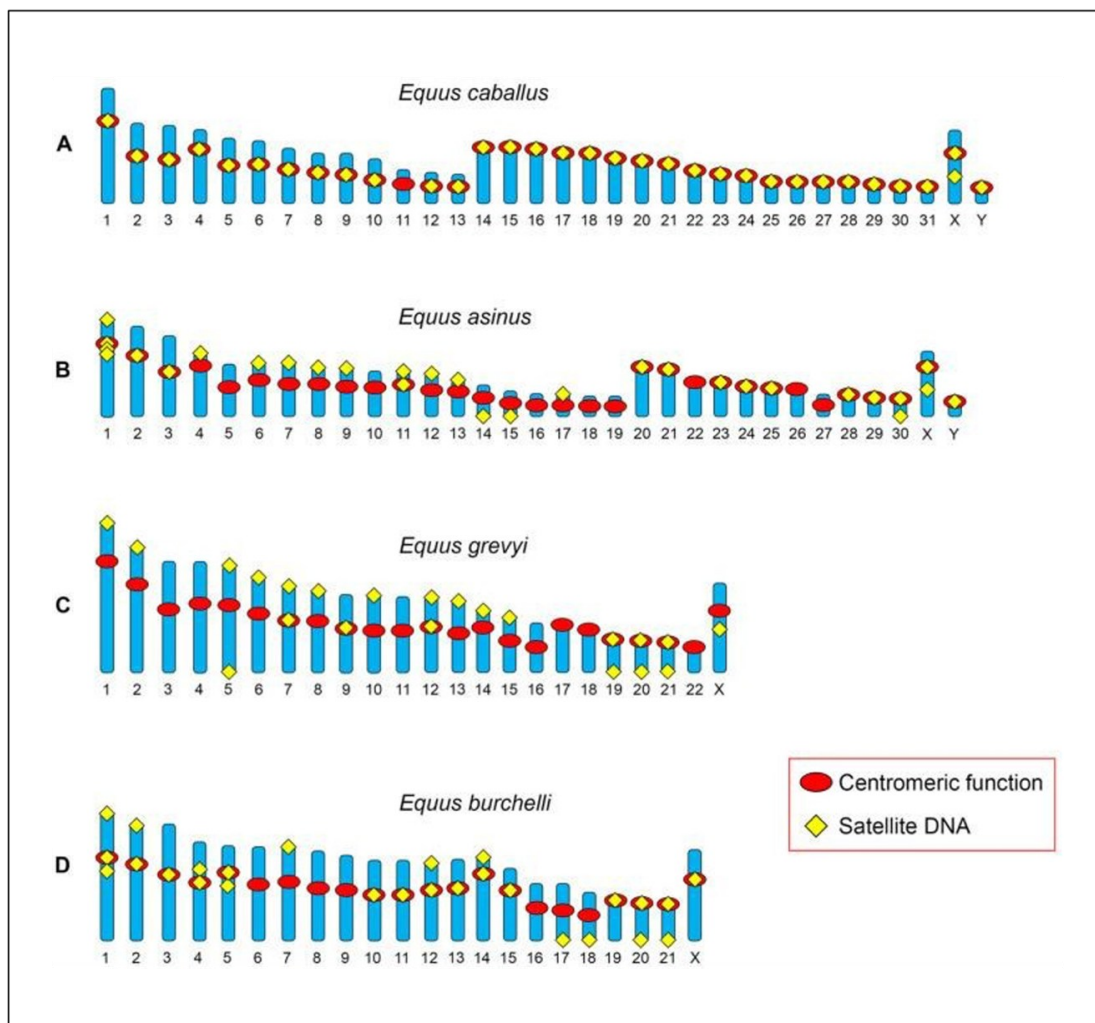 Equus caballus
A
1 2 3 4 5 6 7 8 9 10 11 12 13 14 15 16 17 18 19 20 21 22 23 24 25 26 27 28 29 30 31 X Y
Equus asinus
B
1 2 3 4 5 6 7 8 9 10 11 12 13 14 15 16 17 18 19 20 21 22 23 24 25 26 27 28 29 30 X Y
Equus grevyi
C
1 2 3 4 5 6 7 8 9 10 11 12 13 14 15 16 17 18 19 20 21 22 X
Equus burchelli
D
1 2 3 4 5 6 7 8 9 10 11 12 13 14 15 16 17 18 19 20 21 X
Centromeric function
Satellite DNA